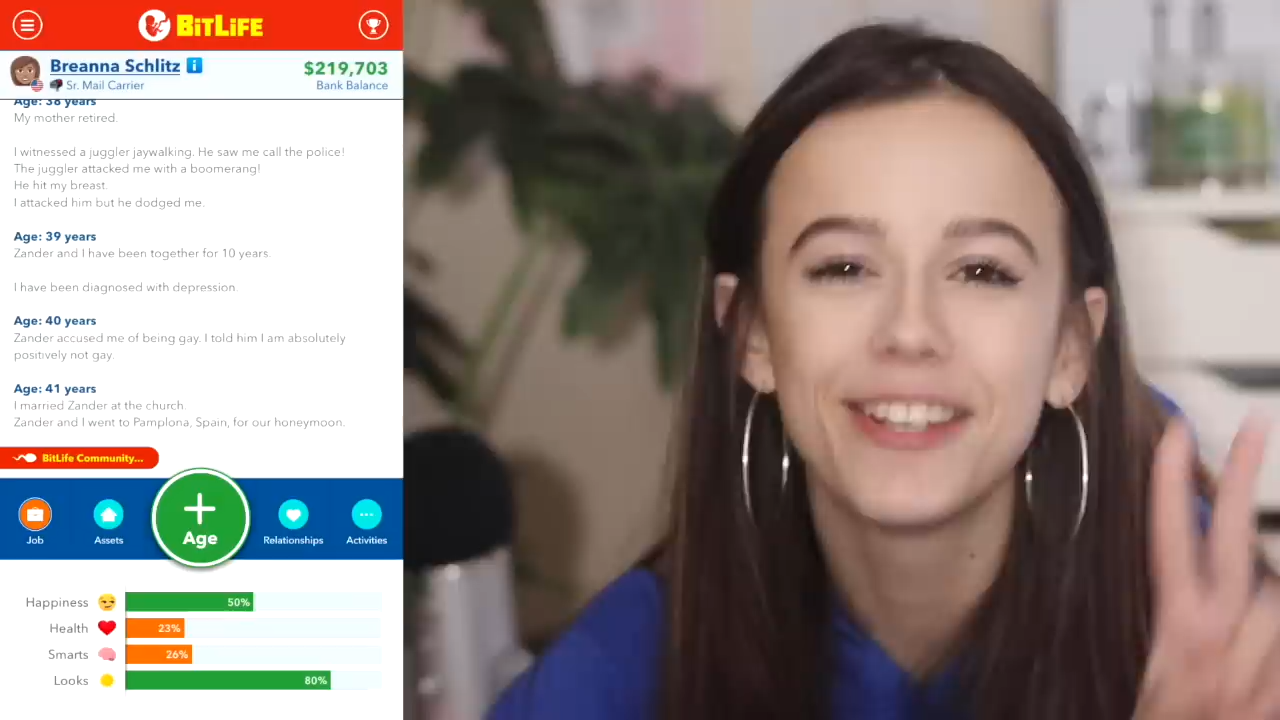 BITLIFE
Breanna Schlitz
$219,703
Sr. Mail Carrier
Bank Balance
Age: 38 years
My mother retired.
I witnessed a juggler jaywalking. He saw me call the police!
The juggler attacked me with a boomerang!
He hit my breast.
I attacked him but he dodged me.
Age: 39 years
Zander and I have been together for 10 years.
I have been diagnosed with depression.
Age: 40 years
Zander accused me of being gay. I told him I am absolutely
positively not gay.
Age: 41 years
I married Zander at the church.
Zander and I went to Pamplona, Spain, for our honeymoon.
BitLife Community...
Job
Assets
Age
Relationships
Activities
Happiness 50%
Health 23%
Smarts 26%
Looks 80%